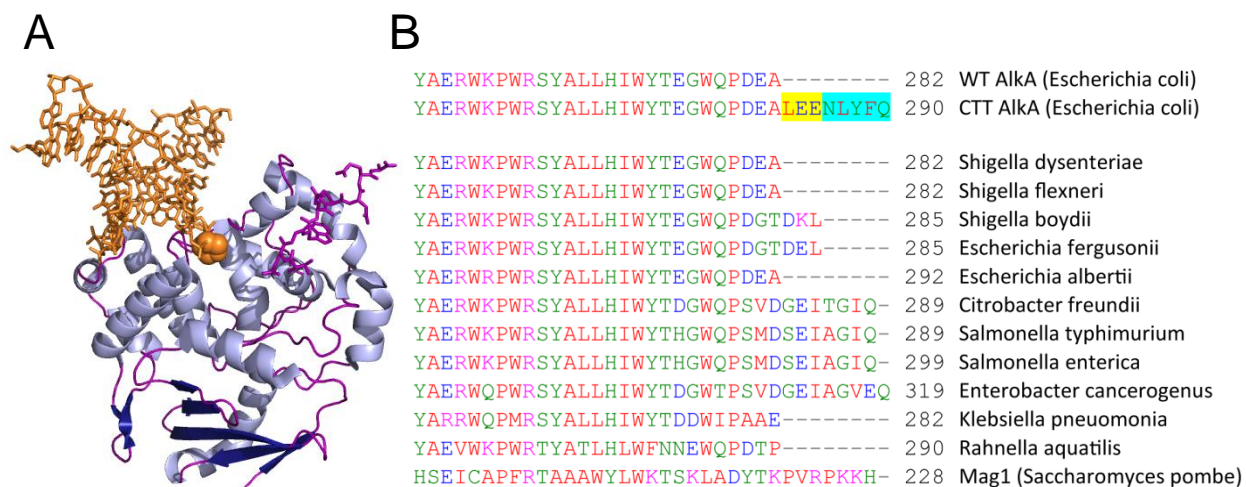 A
B
YAERWKPWRSYALLHIWYTEGWQPDEA-------- 282 WT AlkA (Escherichia coli)
YAERWKPWRSYALLHIWYTEGWQPDEALEENLYFQ 290 CTT AlkA (Escherichia coli)
YAERWKPWRSYALLHIWYTEGWQPDEA-------- 282 Shigella dysenteriae
YAERWKPWRSYALLHIWYTEGWQPDEA-------- 282 Shigella flexneri
YAERWKPWRSYALLHIWYTEGWQPDGTDKL----- 285 Shigella boydii
YAERWKPWRSYALLHIWYTEGWQPDGTDEL----- 285 Escherichia fergusonii
YAERWKPWRSYALLHIWYTEGWQPDEA-------- 292 Escherichia albertii
YAERWKPWRSYALLHIWYTDGWQPSVDGEITGIQ- 289 Citrobacter freundii
YAERWKPWRSYALLHIWYTHGWQPSMDSEIAGIQ- 289 Salmonella typhimurium
YAERWKPWRSYALLHIWYTHGWQPSMDSEIAGIQ- 299 Salmonella enterica
YAERWQPWRSYALLHIWYTDGWTPSVDGEIAGVEQ 319 Enterobacter cancerogenus
YARRWQPMRSYALLHIWYTDDWIPAAE-------- 282 Klebsiella pneuomonia
YAEVWKPWRTYATLHLWFNNEWQPDTP-------- 290 Rahnella aquatilis
HSEICAPFRTAAAWYLWKTSKLADYTKPVRPKKH- 228 Mag1 (Saccharomyces pombe)